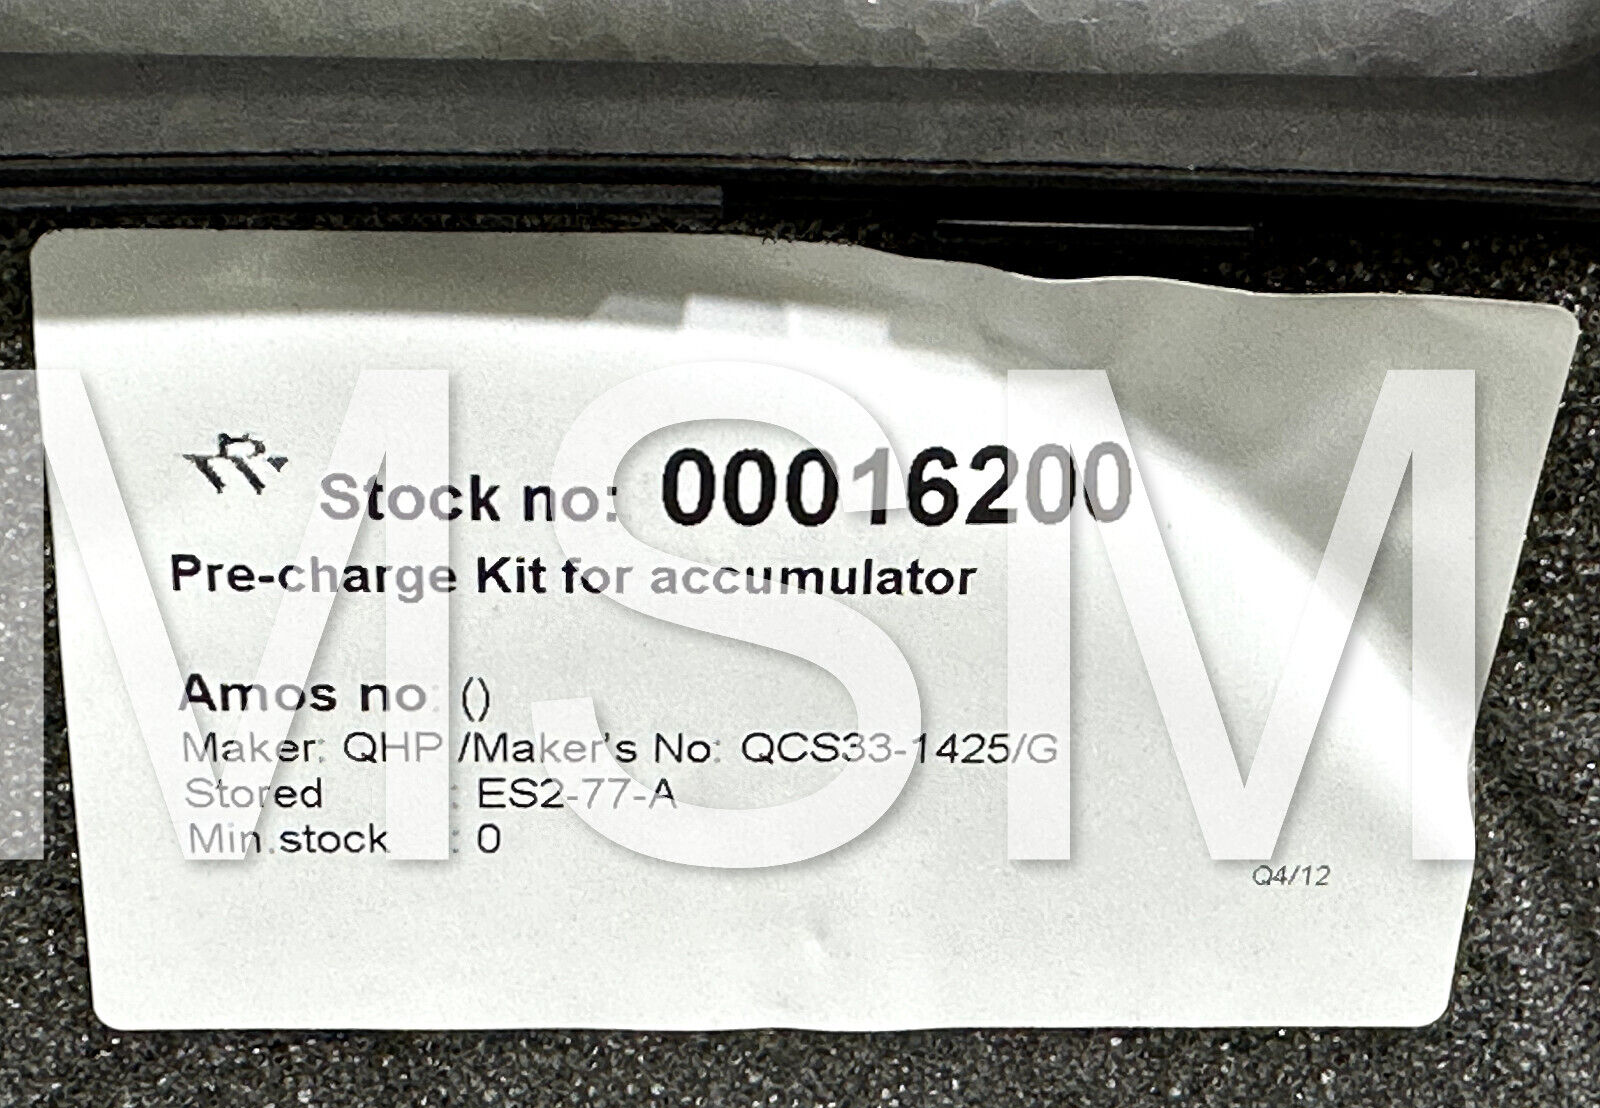 Stock no: 00016200
Pre-charge Kit for accumulator
Amos no: ()
Maker: QHP /Maker's No: QCS33-1425/G
Stored : ES2-77-A
Min.stock : 0
Q4/12
MSM